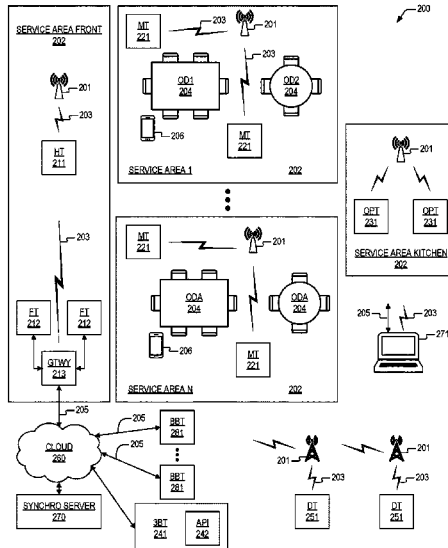 200
SERVICE AREA FRONT
202
201
203
HT
211
203
FT
212
FT
212
GTWY
213
205
MT
221
203
201
203
OD1
204
OD2
204
206
MT
221
SERVICE AREA 1
202
MT
221
203
201
ODA
204
ODA
204
206
MT
221
SERVICE AREA N
202
201
OPT
231
OPT
231
SERVICE AREA KITCHEN
202
205
203
271
CLOUD
260
205
205
BBT
281
BBT
281
SYNCHRO SERVER
270
3BT
241
API
242
201
201
203
203
DT
251
DT
251